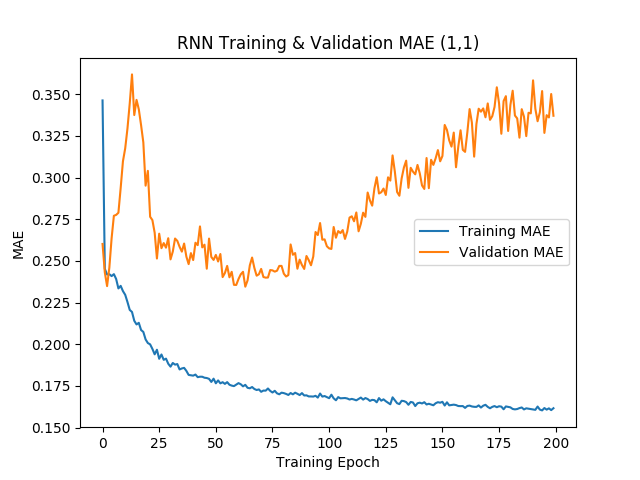 RNN Training & Validation MAE (1,1)
MAE
0.350
0.325
0.300
0.275
0.250
0.225
0.200
0.175
0.150
Training MAE
Validation MAE
0 25 50 75 100 125 150 175 200
Training Epoch